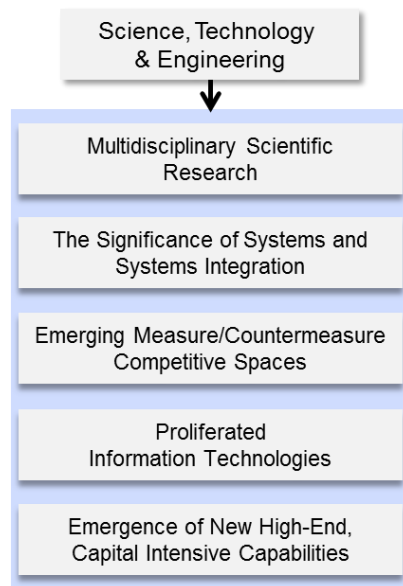 Science, Technology
& Engineering
Multidisciplinary Scientific
Research
The Significance of Systems and
Systems Integration
Emerging Measure/Countermeasure
Competitive Spaces
Proliferated
Information Technologies
Emergence of New High-End,
Capital Intensive Capabilities